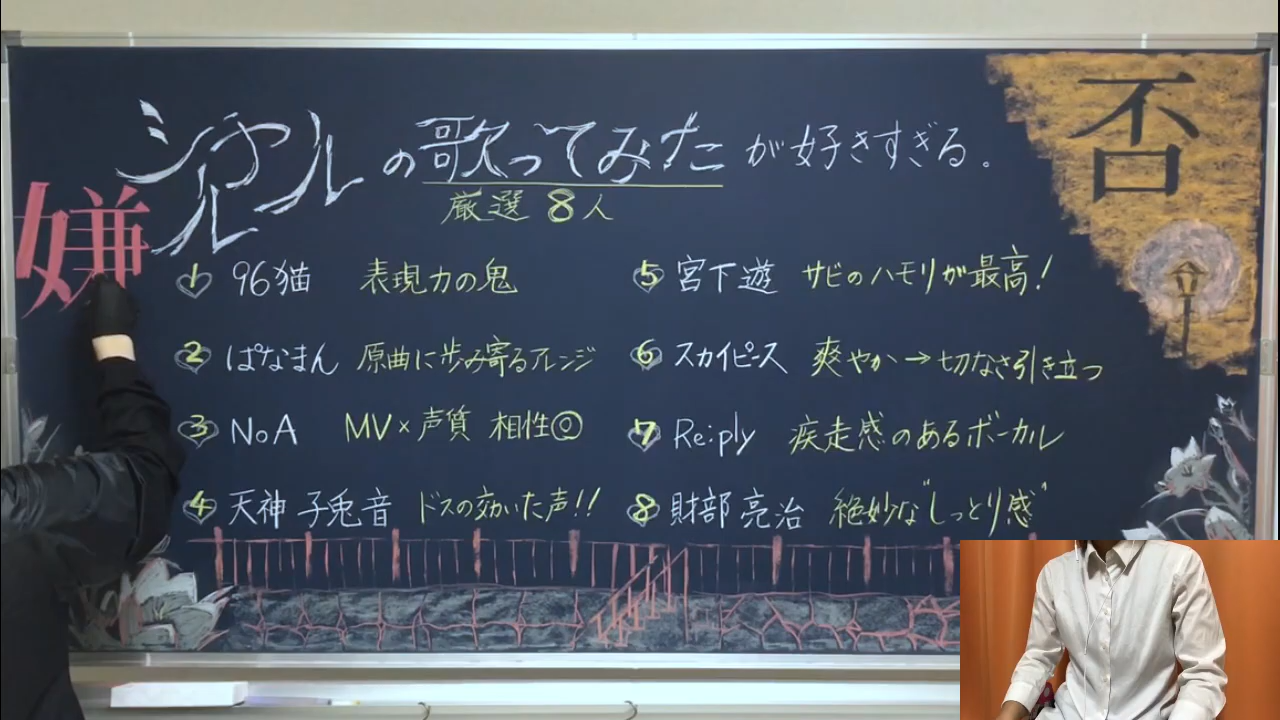 シャルルの歌ってみたが好きすぎる。
厳選8人
嫌
否
1 96猫 表現力の鬼
2 ぱなまん 原曲に歩み寄るアレンジ
3 NoA MV×声質 相性◎
4 天神子兎音 ドスの効いた声!!
5 宮下遊 サビのハモリが最高!
6 スカイピース 爽やか→切なさ引き立つ
7 Re:ply 疾走感のあるボーカル
8 財部亮治 絶妙な"しっとり感"